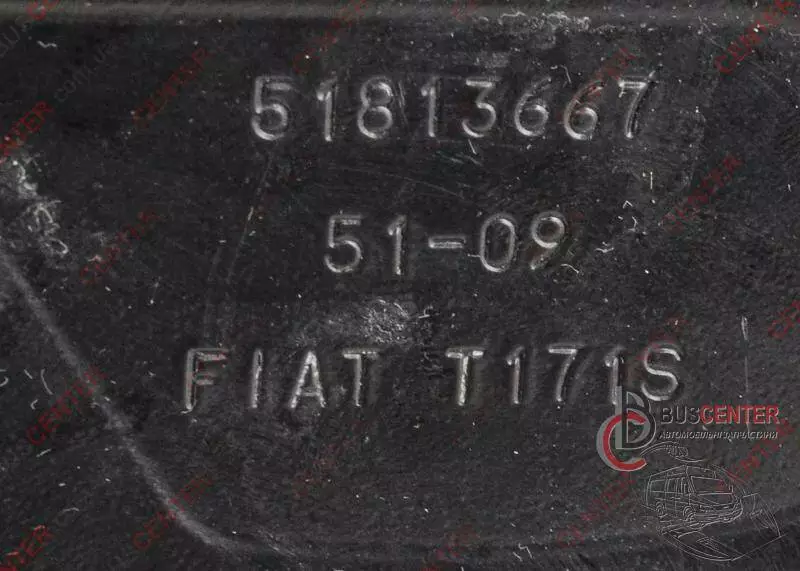 51813667
51-09
FIAT T171S
BUSCENTER
АВТОМОБІЛЬНІ ЗАПЧАСТИНИ